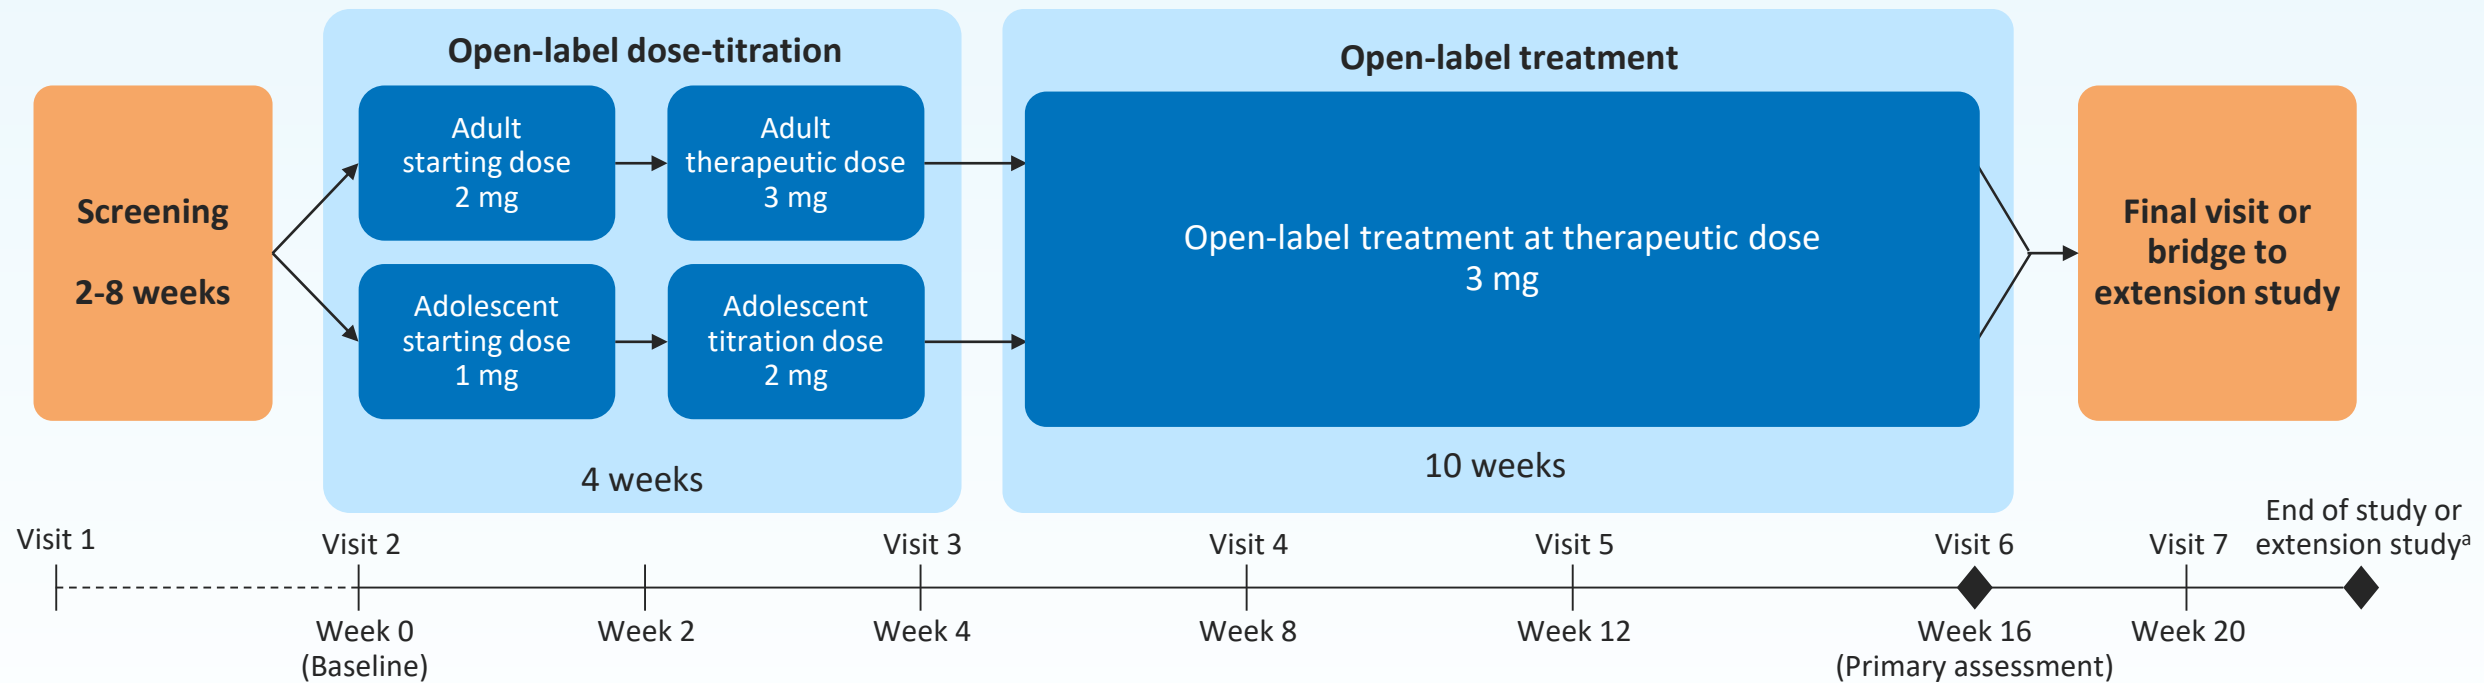 Open-label dose-titration
Open-label treatment
Screening
2-8 weeks
Adult
starting dose
2 mg
Adult
therapeutic dose
3 mg
Adolescent
starting dose
1 mg
Adolescent
titration dose
2 mg
4 weeks
Open-label treatment at therapeutic dose
3 mg
10 weeks
Final visit or
bridge to
extension study
Visit 1
Visit 2
Visit 3
Visit 4
Visit 5
Visit 6
Visit 7
End of study or
extension studyᵃ
Week 0
(Baseline)
Week 2
Week 4
Week 8
Week 12
Week 16
(Primary assessment)
Week 20